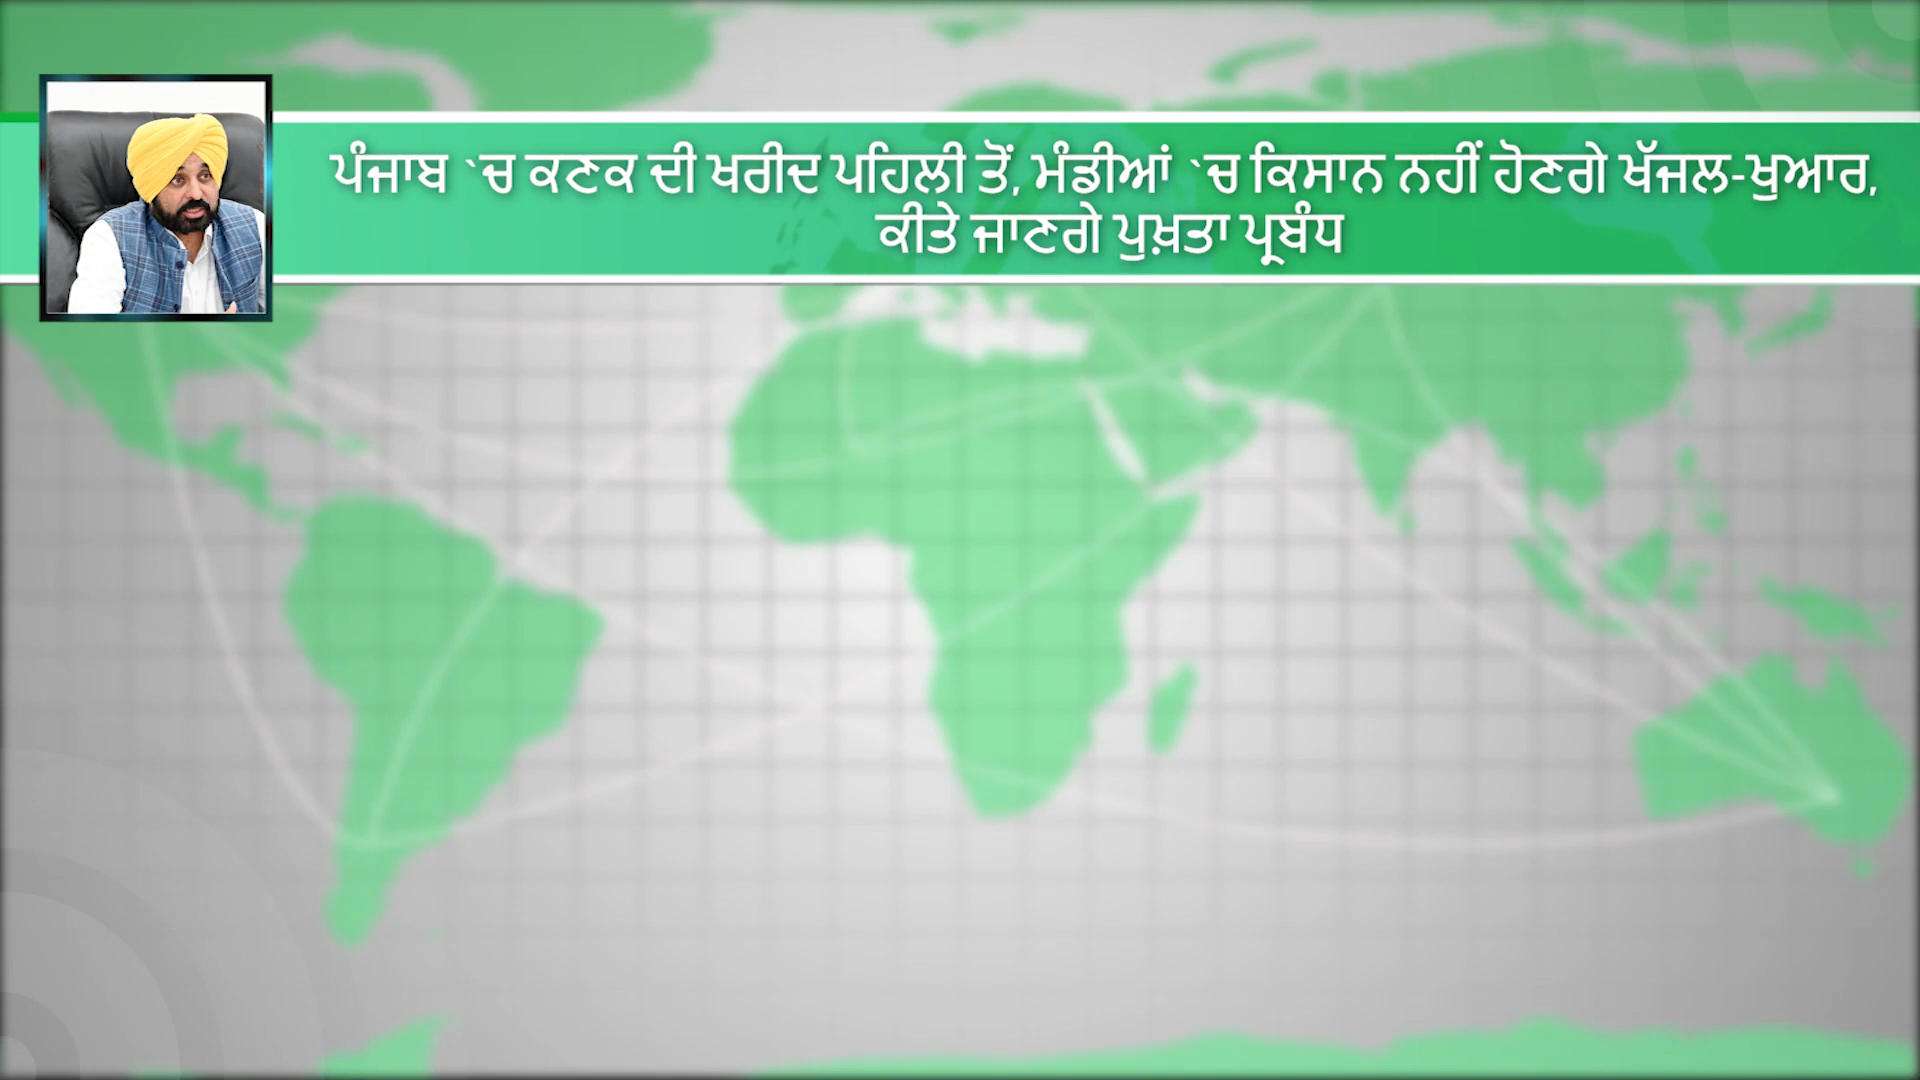 ਪੰਜਾਬ `ਚ ਕਣਕ ਦੀ ਖਰੀਦ ਪਹਿਲੀ ਤੋਂ, ਮੰਡੀਆਂ `ਚ ਕਿਸਾਨ ਨਹੀਂ ਹੋਣਗੇ ਖੱਜਲ-ਖੁਆਰ,
ਕੀਤੇ ਜਾਣਗੇ ਪੁਖ਼ਤਾ ਪ੍ਰਬੰਧ